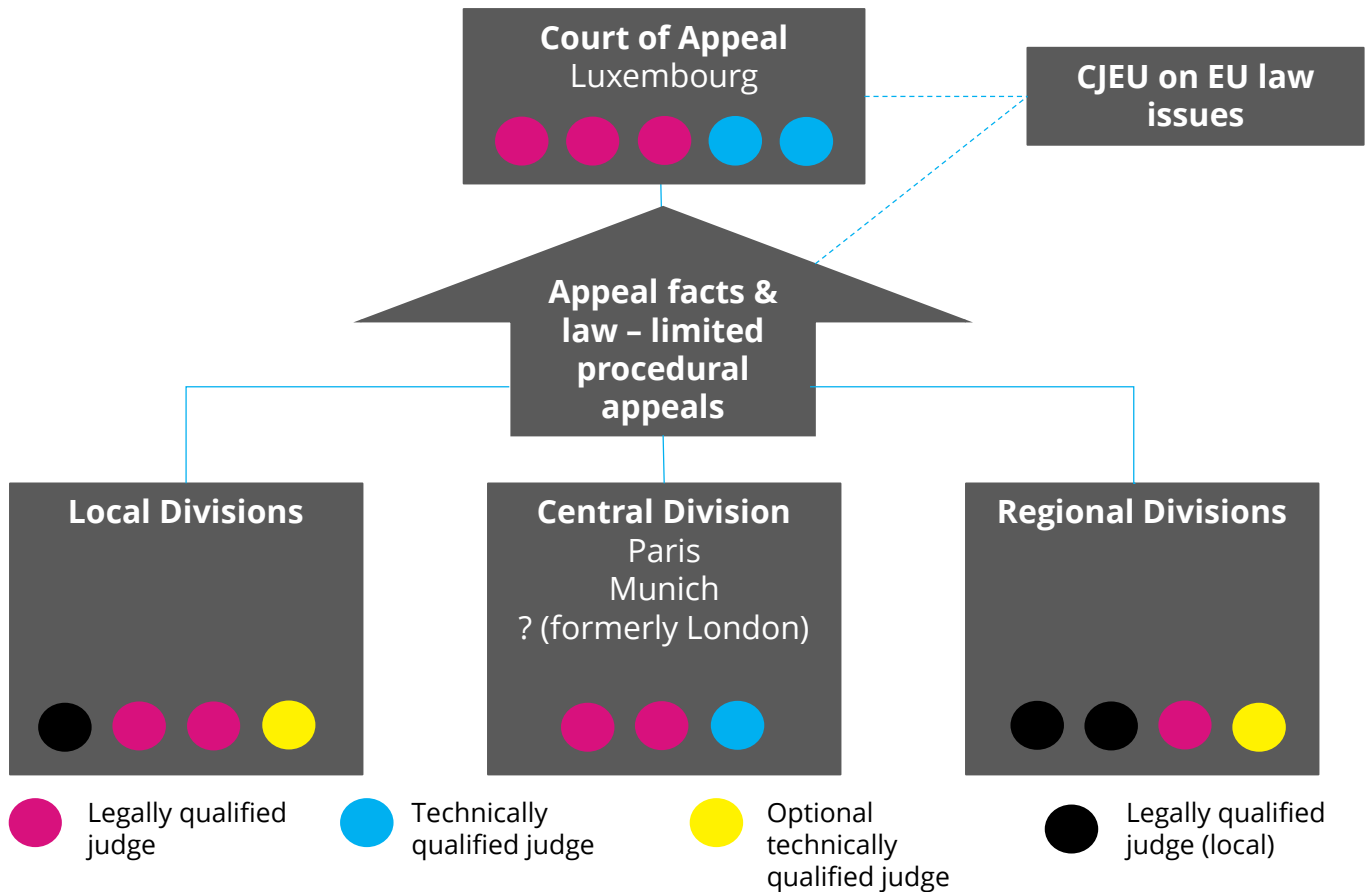 Court of Appeal
Luxembourg
CJEU on EU law
issues
Appeal facts &
law – limited
procedural
appeals
Local Divisions
Central Division
Paris
Munich
? (formerly London)
Regional Divisions
Legally qualified
judge
Technically
qualified judge
Optional
technically
qualified judge
Legally qualified
judge (local)